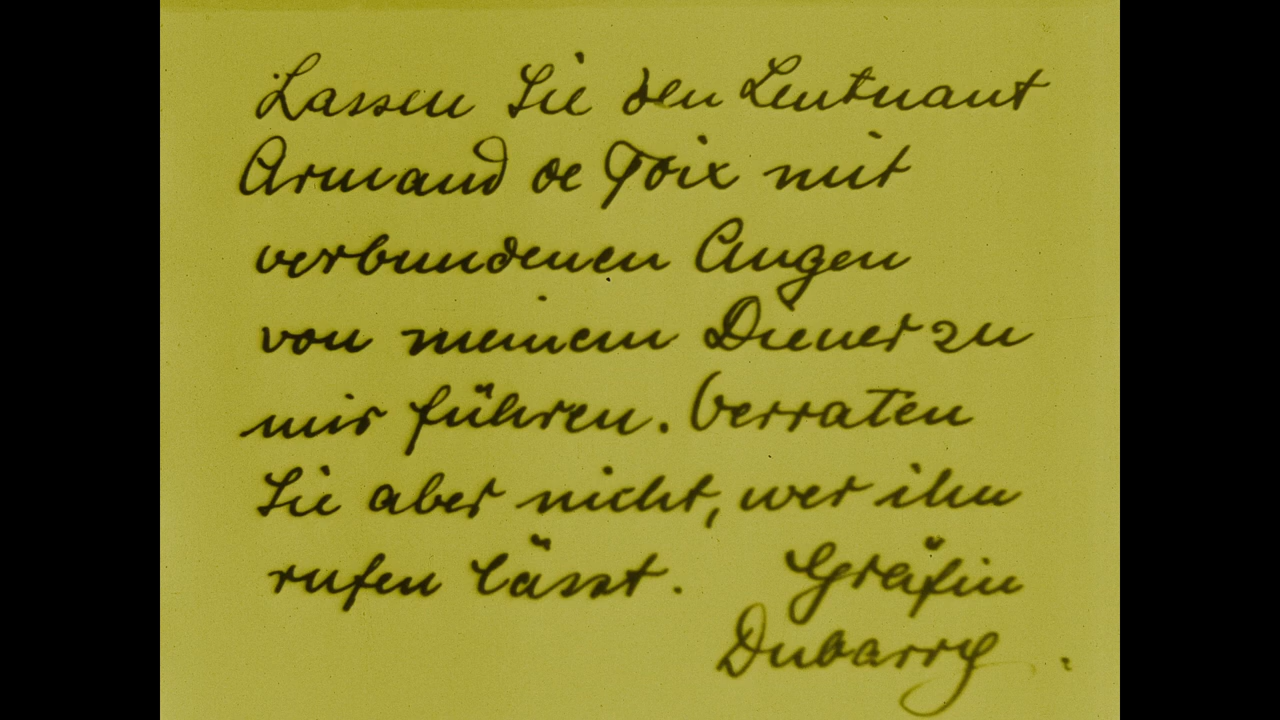 Lassen Sie den Leutnant
Armand de Foix mit
verbundenen Augen
von meinem Diener zu
mir führen. Verraten
Sie aber nicht, wer ihn
rufen lässt. Gräfin
Dubarry.